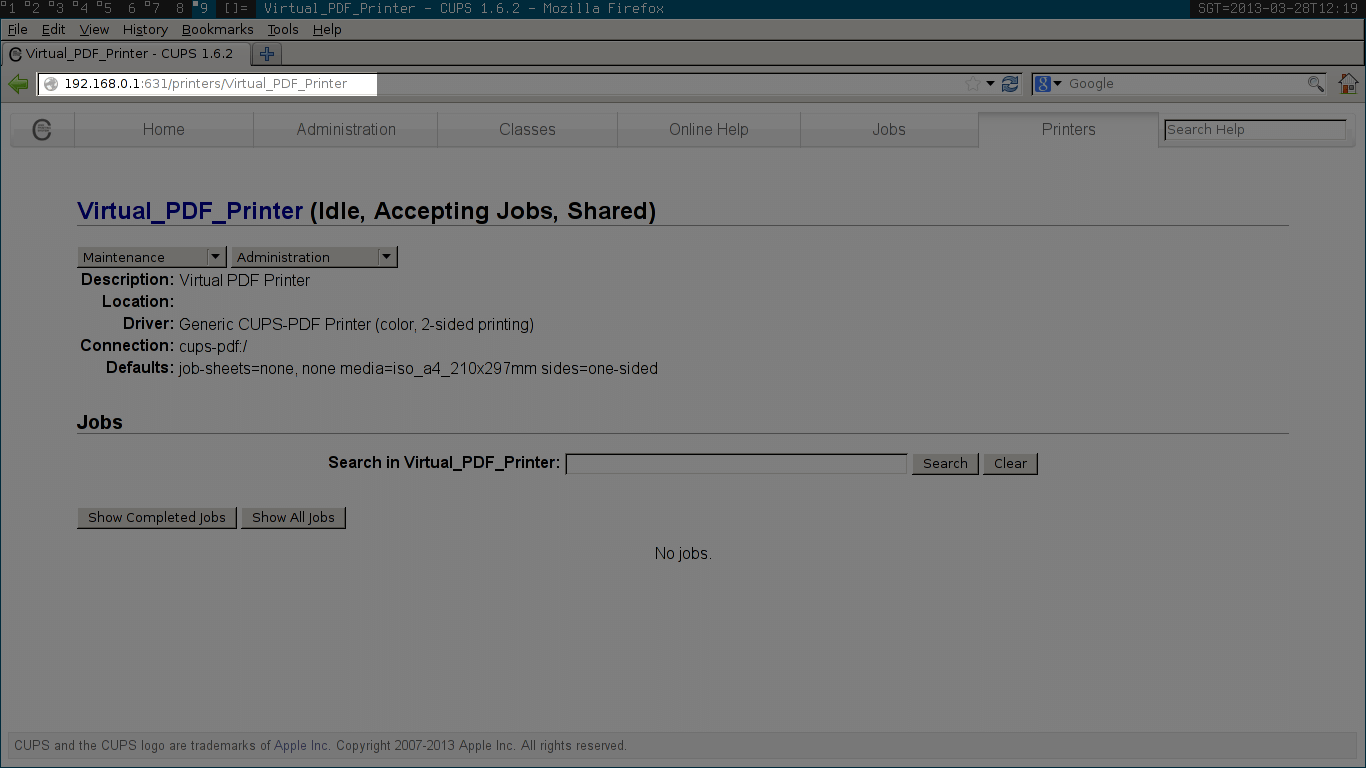 1 2 3 4 5 6 7 8 9 []= Virtual_PDF_Printer - CUPS 1.6.2 - Mozilla Firefox SGT=2013-03-28T12:19
File Edit View History Bookmarks Tools Help
Virtual_PDF_Printer - CUPS 1.6.2
192.168.0.1:631/printers/Virtual_PDF_Printer Google
Home Administration Classes Online Help Jobs Printers Search Help
Virtual_PDF_Printer (Idle, Accepting Jobs, Shared)
Maintenance Administration
Description: Virtual PDF Printer
Location:
Driver: Generic CUPS-PDF Printer (color, 2-sided printing)
Connection: cups-pdf:/
Defaults: job-sheets=none, none media=iso_a4_210x297mm sides=one-sided
Jobs
Search in Virtual_PDF_Printer: Search Clear
Show Completed Jobs Show All Jobs
No jobs.
CUPS and the CUPS logo are trademarks of Apple Inc. Copyright 2007-2013 Apple Inc. All rights reserved.